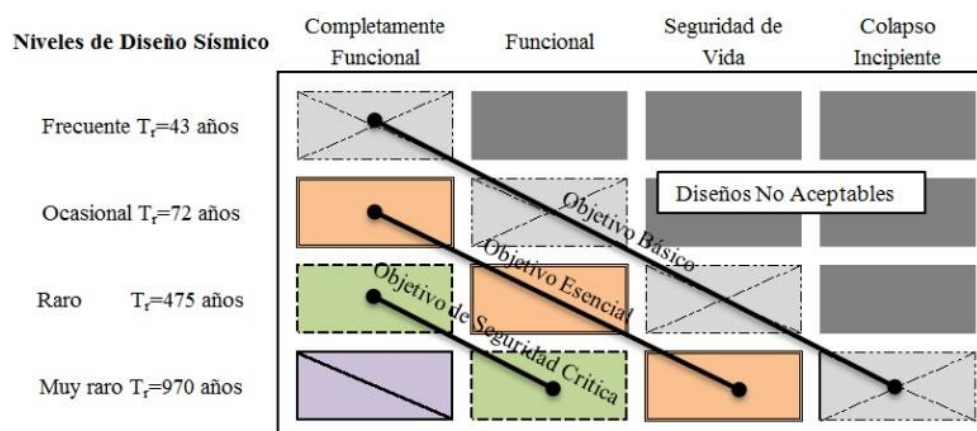 Niveles de Diseño Sísmico
Completamente
Funcional
Funcional
Seguridad de
Vida
Colapso
Incipiente
Frecuente Tr=43 años
Ocasional Tr=72 años
Diseños No Aceptables
Raro Tr=475 años
Muy raro Tr=970 años
Objetivo Básico
Objetivo Esencial
Objetivo de Seguridad Critica